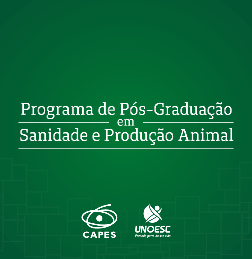 Programa de Pós-Graduação
em
Sanidade e Produção Animal
CAPES
UNOESC